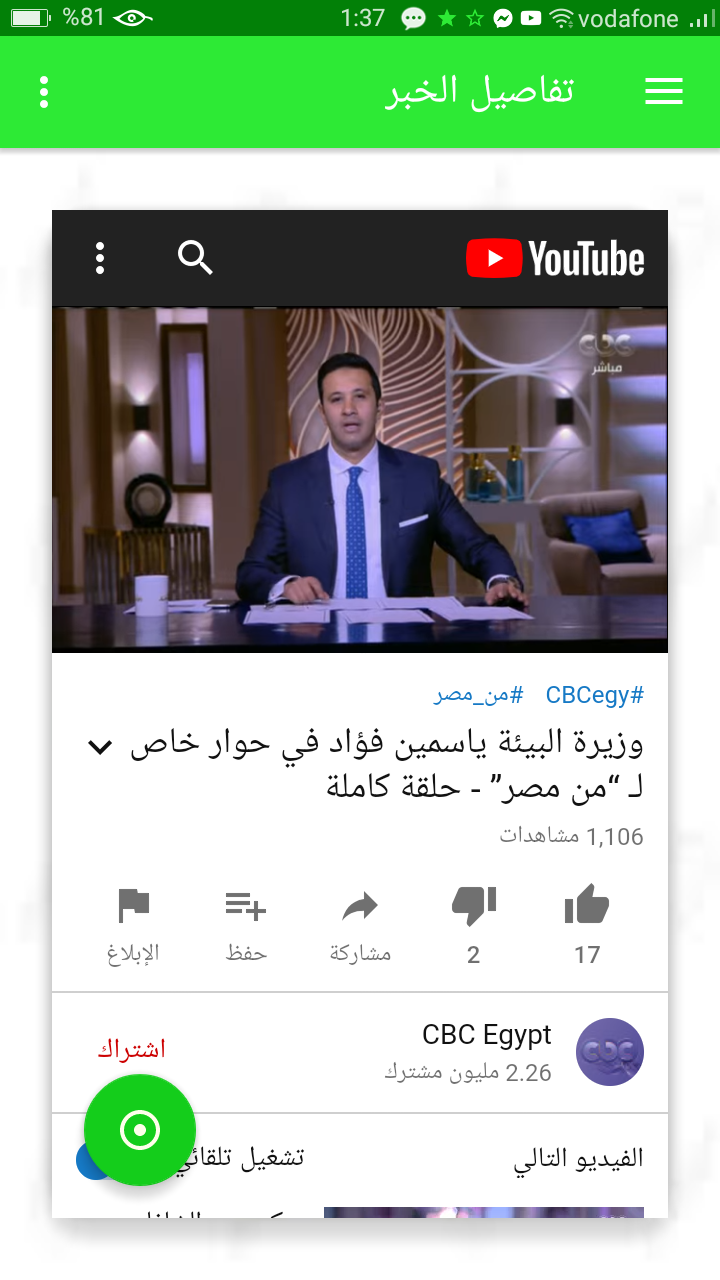 %81 1:37 vodafone
تفاصيل الخبر
YouTube
cbc
مباشر
#CBCegy #من_مصر
وزيرة البيئة ياسمين فؤاد في حوار خاص
لـ “من مصر” - حلقة كاملة
1,106 مشاهدات
17 2
مشاركة حفظ الإبلاغ
CBC Egypt
2.26 مليون مشترك
اشتراك
cbc
الفيديو التالي تشغيل تلقائي